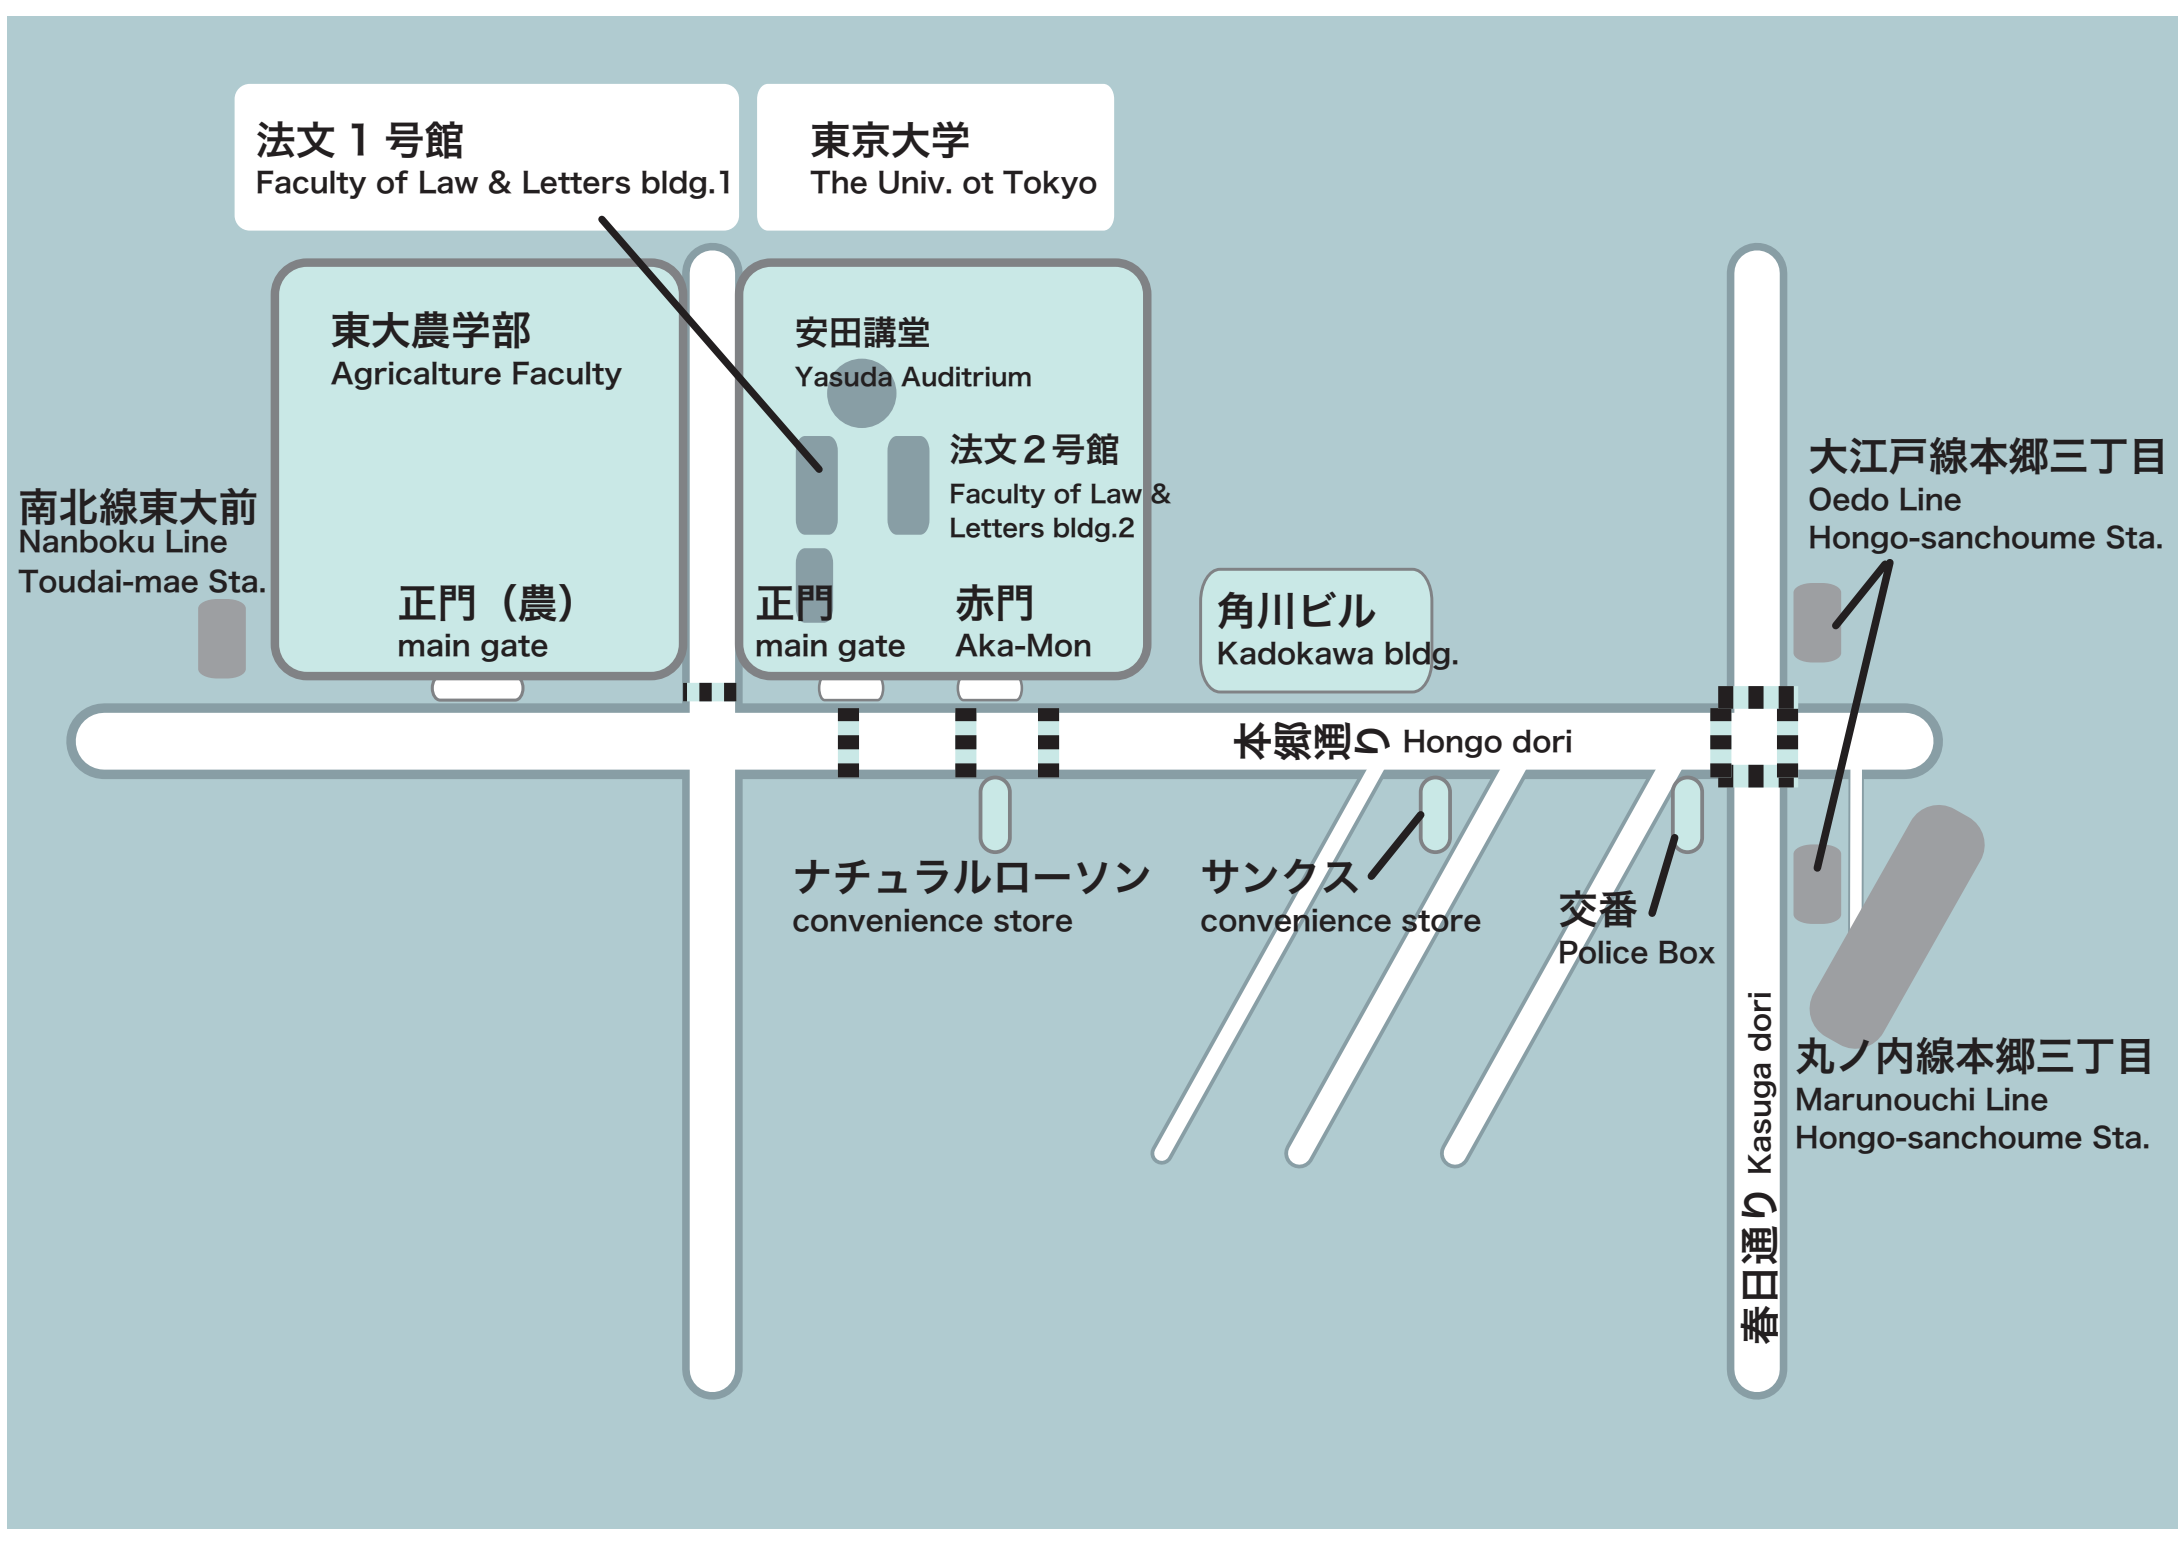 法文 1 号館
Faculty of Law & Letters bldg.1
東京大学
The Univ. ot Tokyo
東大農学部
Agricalture Faculty
安田講堂
Yasuda Auditrium
法文２号館
Faculty of Law &
Letters bldg.2
南北線東大前
Nanboku Line
Toudai-mae Sta.
正門（農）
main gate
正門
main gate
赤門
Aka-Mon
角川ビル
Kadokawa bldg.
大江戸線本郷三丁目
Oedo Line
Hongo-sanchoume Sta.
本郷通り Hongo dori
ナチュラルローソン
convenience store
サンクス
convenience store
交番
Police Box
春日通り Kasuga dori
丸ノ内線本郷三丁目
Marunouchi Line
Hongo-sanchoume Sta.